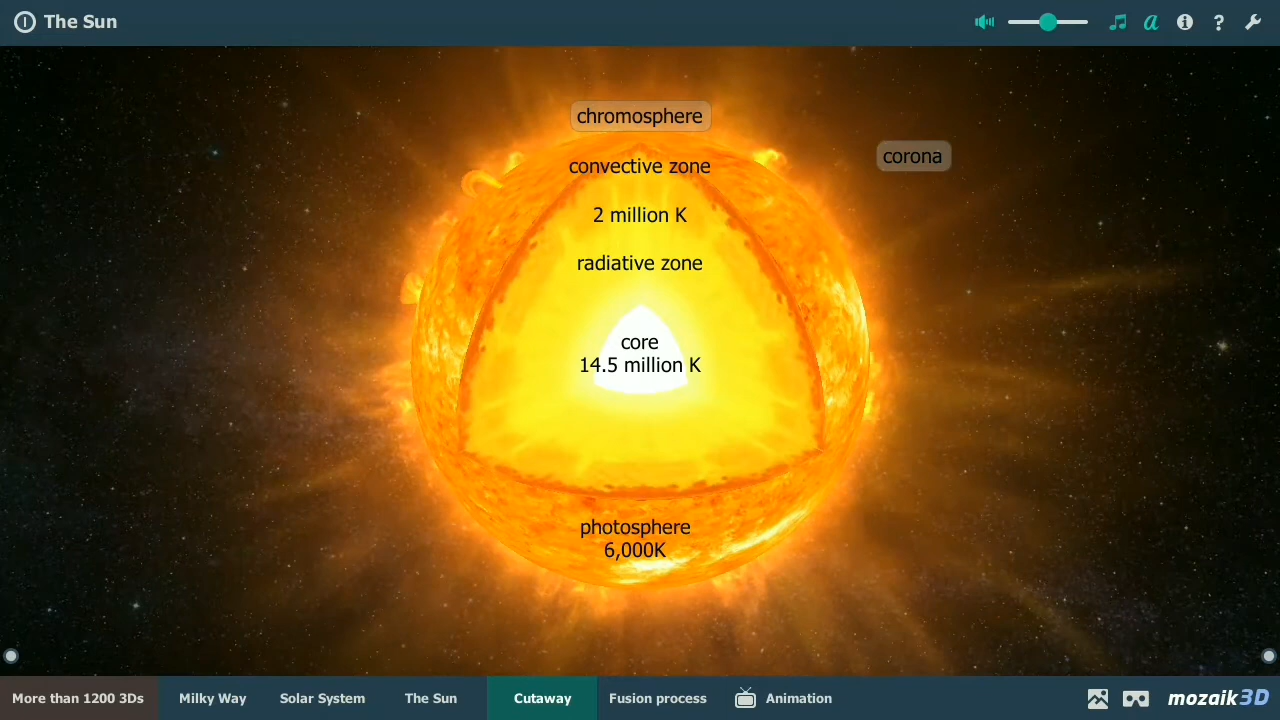 The Sun
a
?
chromosphere
corona
convective zone
2 million K
radiative zone
core
14.5 million K
photosphere
6,000K
More than 1200 3Ds
Milky Way
Solar System
The Sun
Cutaway
Fusion process
Animation
mozaik3D